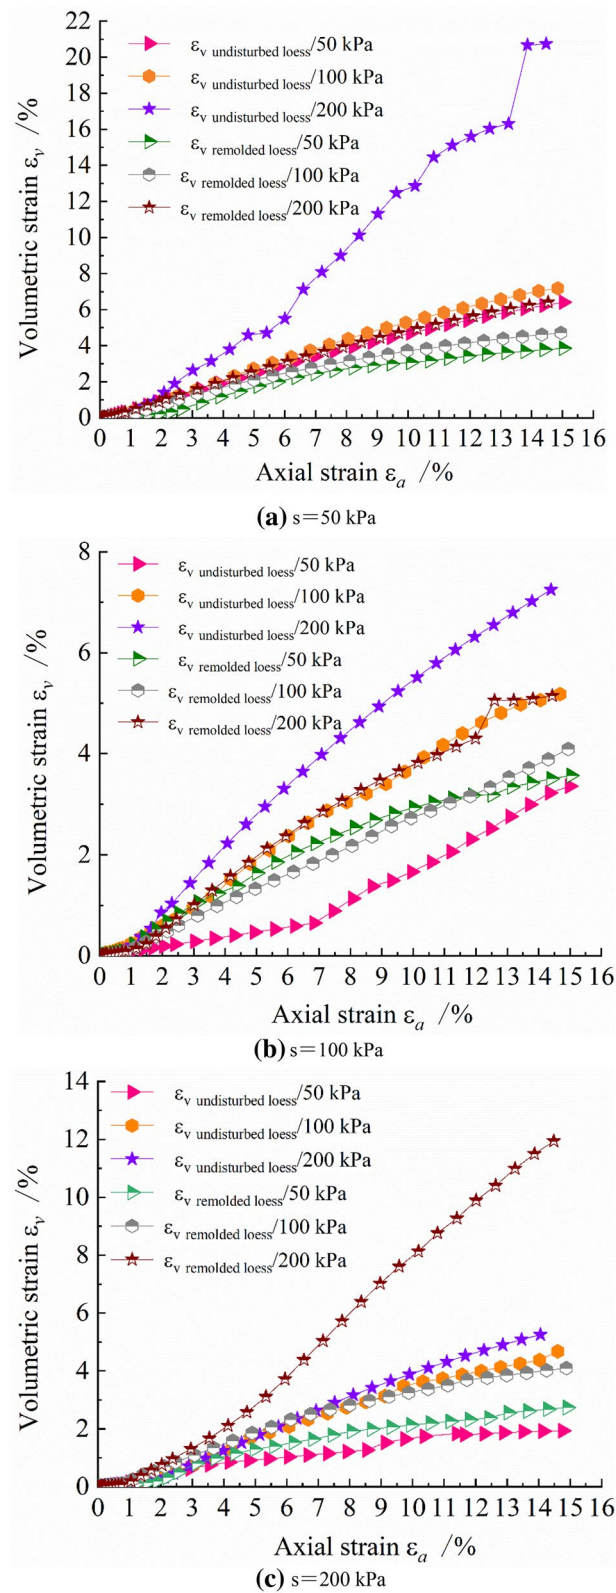 22
20
18
16
14
12
10
8
6
4
2
0
Volumetric strain εv /%
εv undisturbed loess/50 kPa
εv undisturbed loess/100 kPa
εv undisturbed loess/200 kPa
εv remolded loess/50 kPa
εv remolded loess/100 kPa
εv remolded loess/200 kPa
0 1 2 3 4 5 6 7 8 9 10 11 12 13 14 15 16
Axial strain εa /%
(a) s=50 kPa
8
6
4
2
0
Volumetric strain εv /%
εv undisturbed loess/50 kPa
εv undisturbed loess/100 kPa
εv undisturbed loess/200 kPa
εv remolded loess/50 kPa
εv remolded loess/100 kPa
εv remolded loess/200 kPa
0 1 2 3 4 5 6 7 8 9 10 11 12 13 14 15 16
Axial strain εa /%
(b) s=100 kPa
14
12
10
8
6
4
2
0
Volumetric strain εv /%
εv undisturbed loess/50 kPa
εv undisturbed loess/100 kPa
εv undisturbed loess/200 kPa
εv remolded loess/50 kPa
εv remolded loess/100 kPa
εv remolded loess/200 kPa
0 1 2 3 4 5 6 7 8 9 10 11 12 13 14 15 16
Axial strain εa /%
(c) s=200 kPa